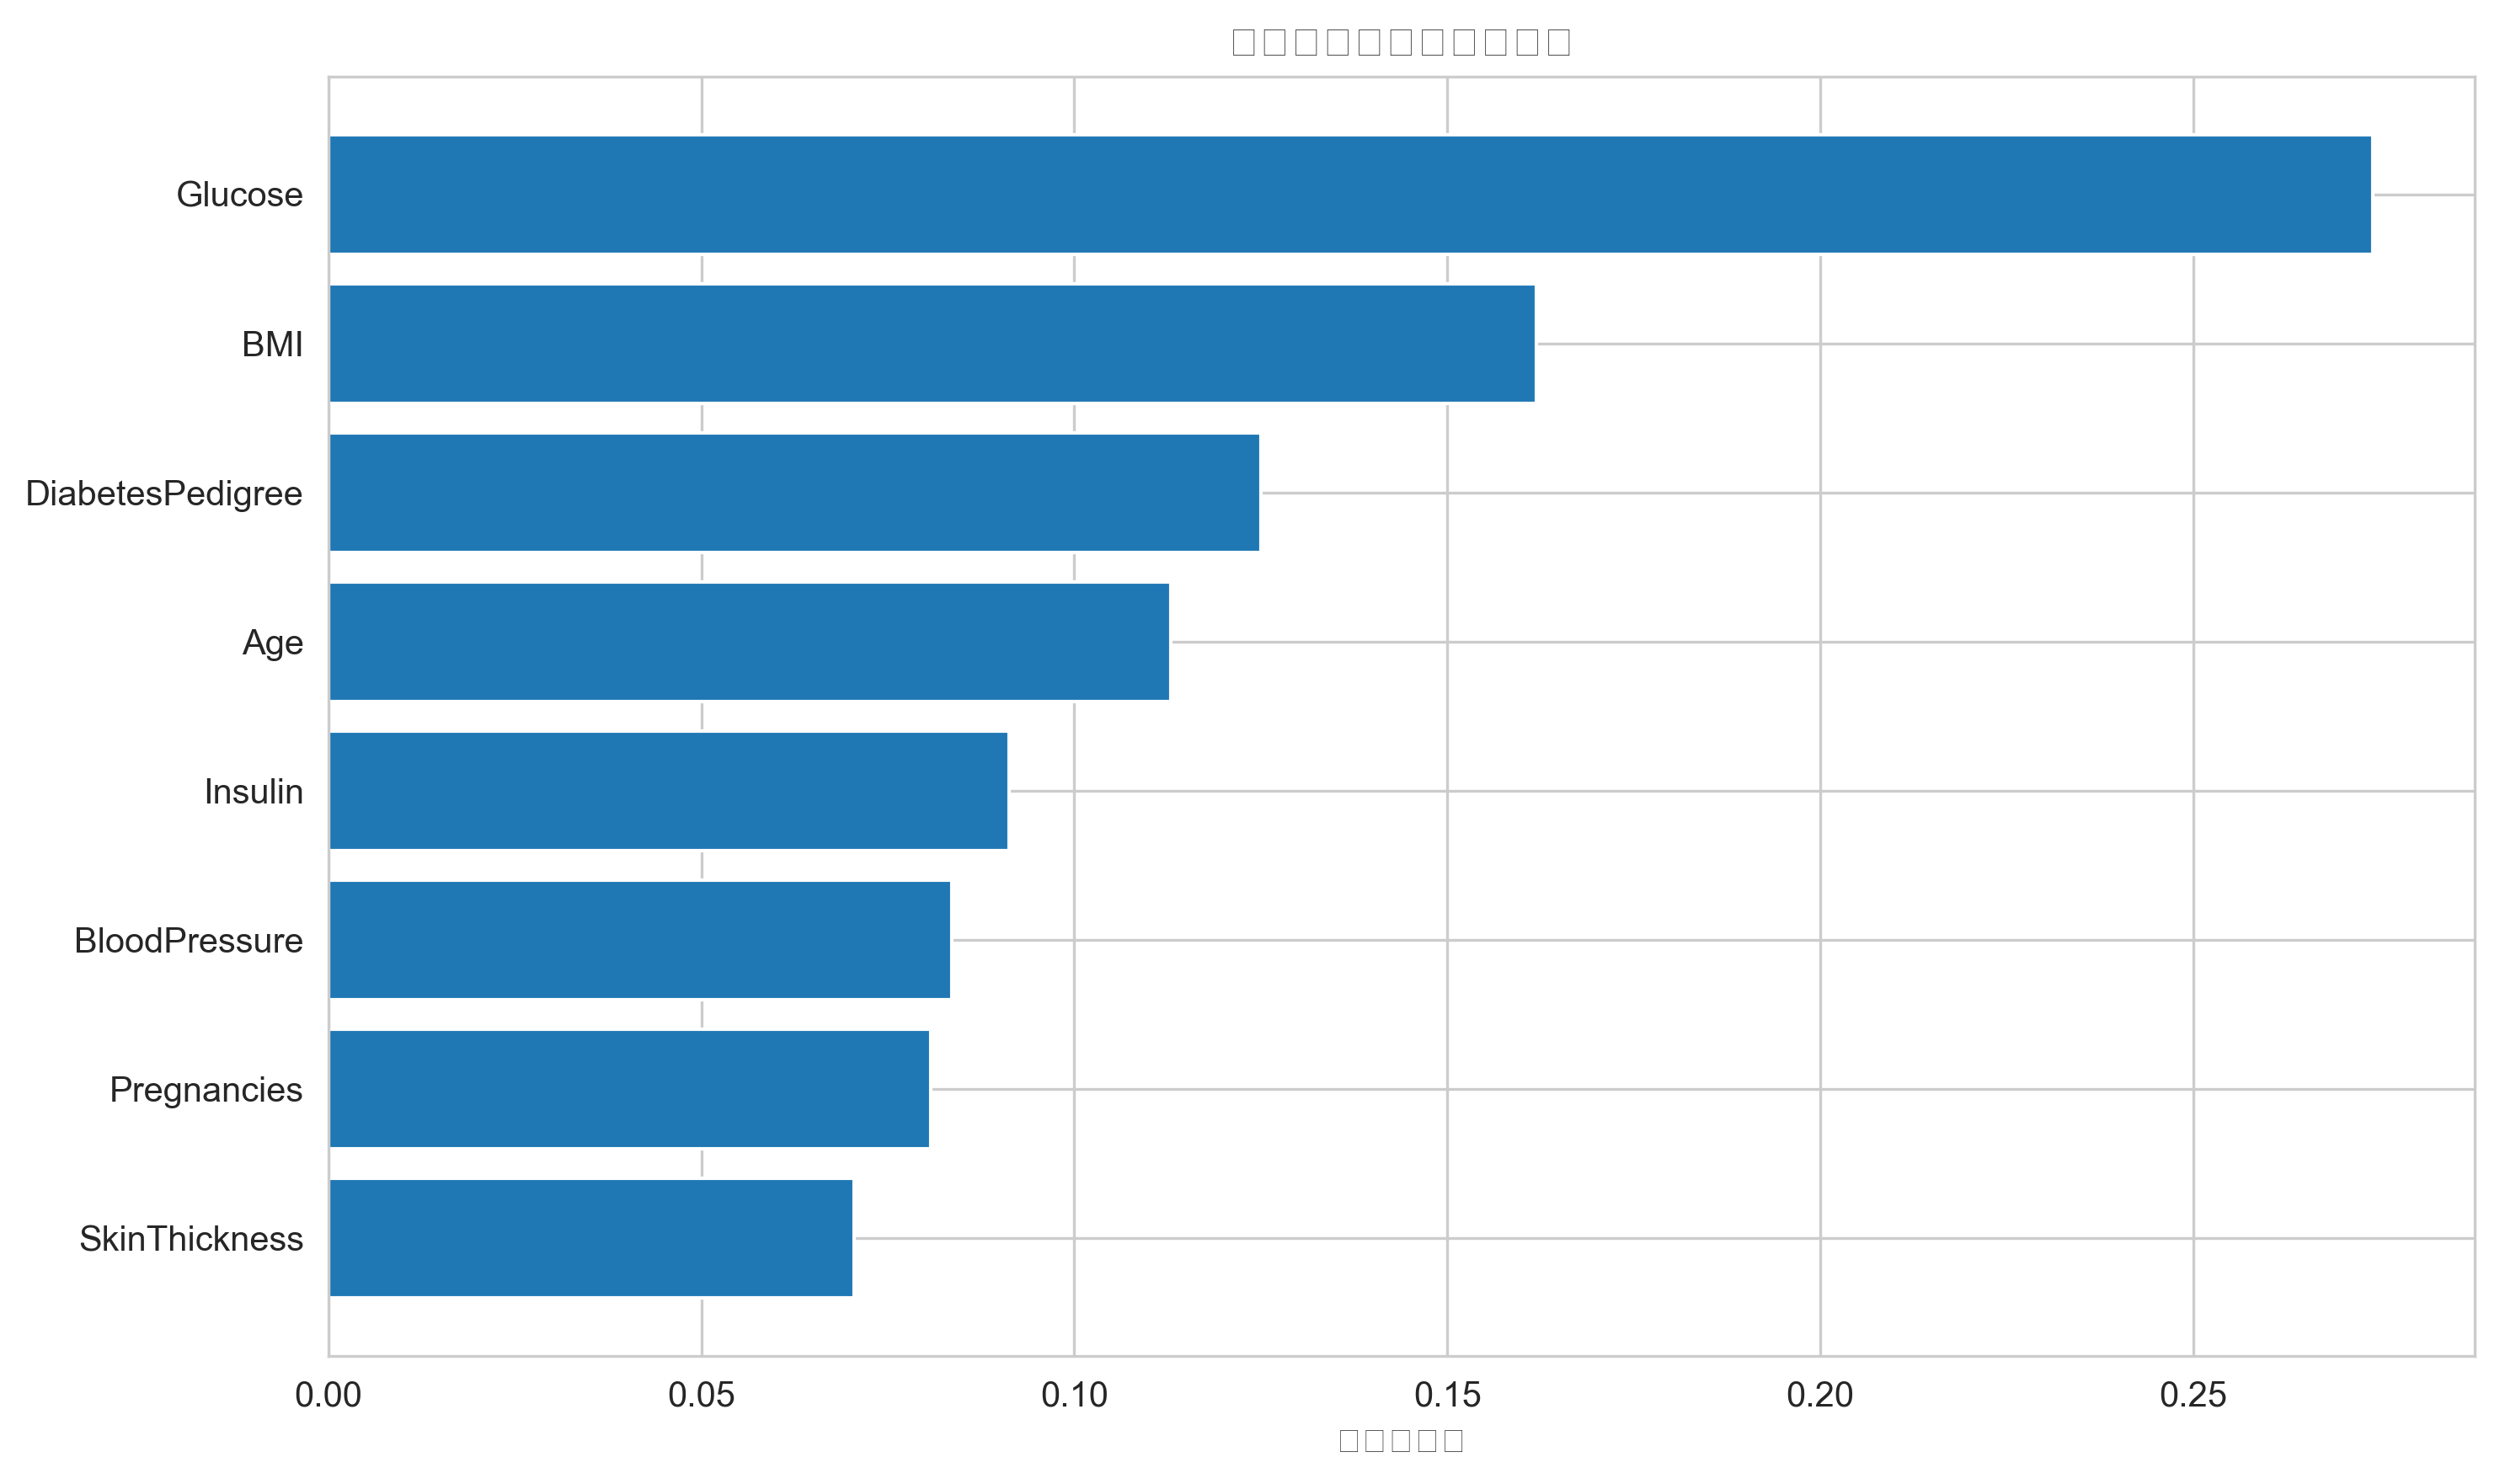 Glucose
BMI
DiabetesPedigree
Age
Insulin
BloodPressure
Pregnancies
SkinThickness
0.00 0.05 0.10 0.15 0.20 0.25